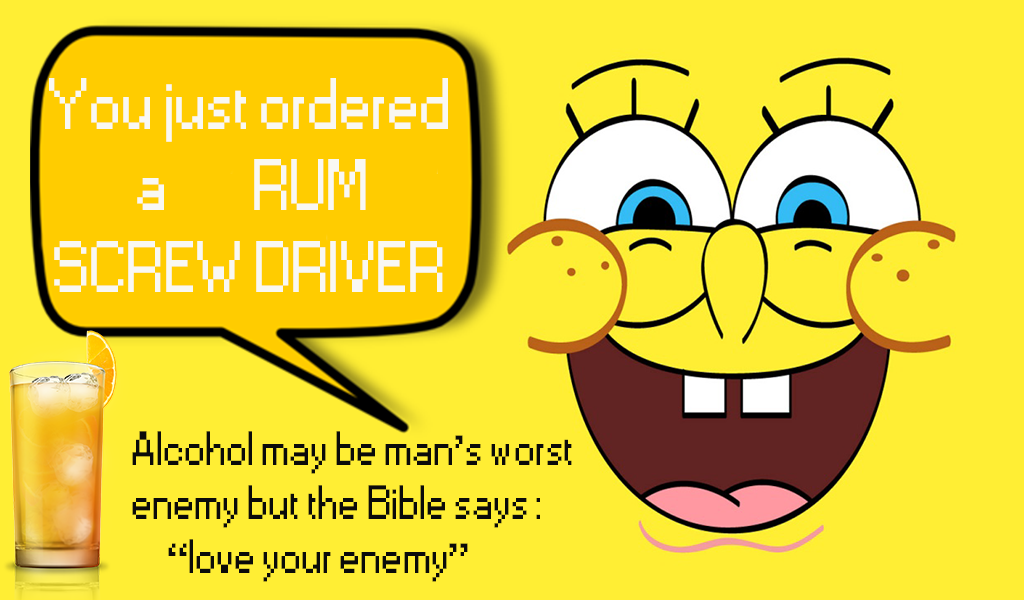 You just ordered
a RUM
SCREW DRIVER
Alcohol may be man's worst
enemy but the Bible says :
“love your enemy”